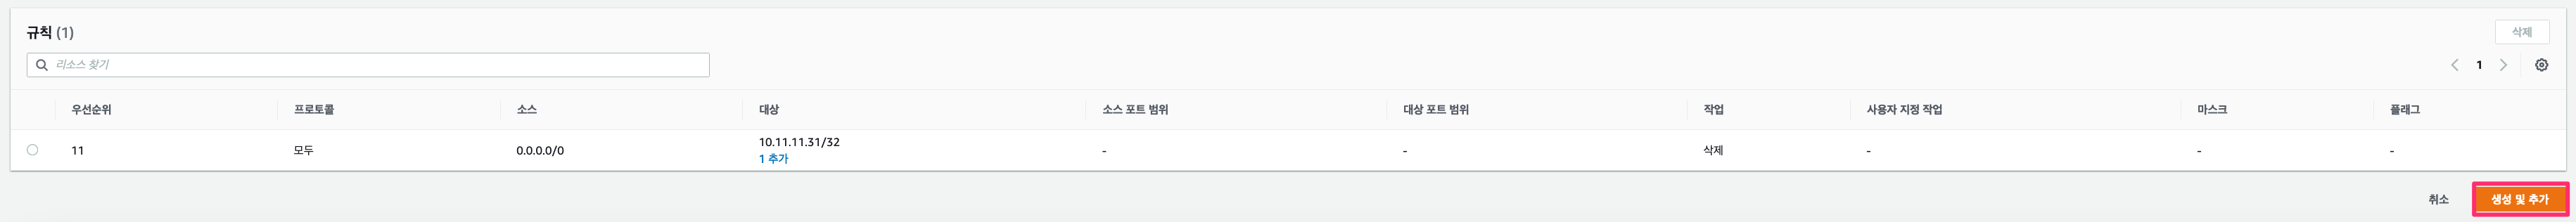 규칙 (1)
삭제
리소스 찾기
1
우선순위 프로토콜 소스 대상 소스 포트 범위 대상 포트 범위 작업 사용자 지정 작업 마스크 플래그
11 모두 0.0.0.0/0 10.11.11.31/32 - - 삭제 - - -
1 추가
취소 생성 및 추가